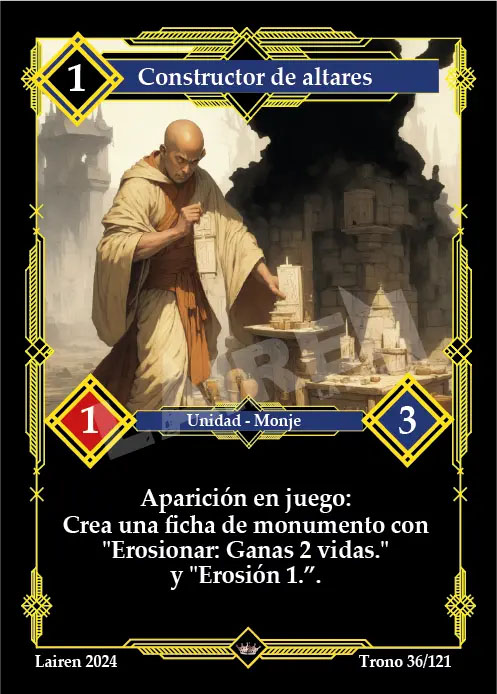 1
Constructor de altares
LAIREN
1
Unidad - Monje
3
Aparición en juego:
Crea una ficha de monumento con
"Erosionar: Ganas 2 vidas."
y "Erosión 1.”.
Lairen 2024
Trono 36/121